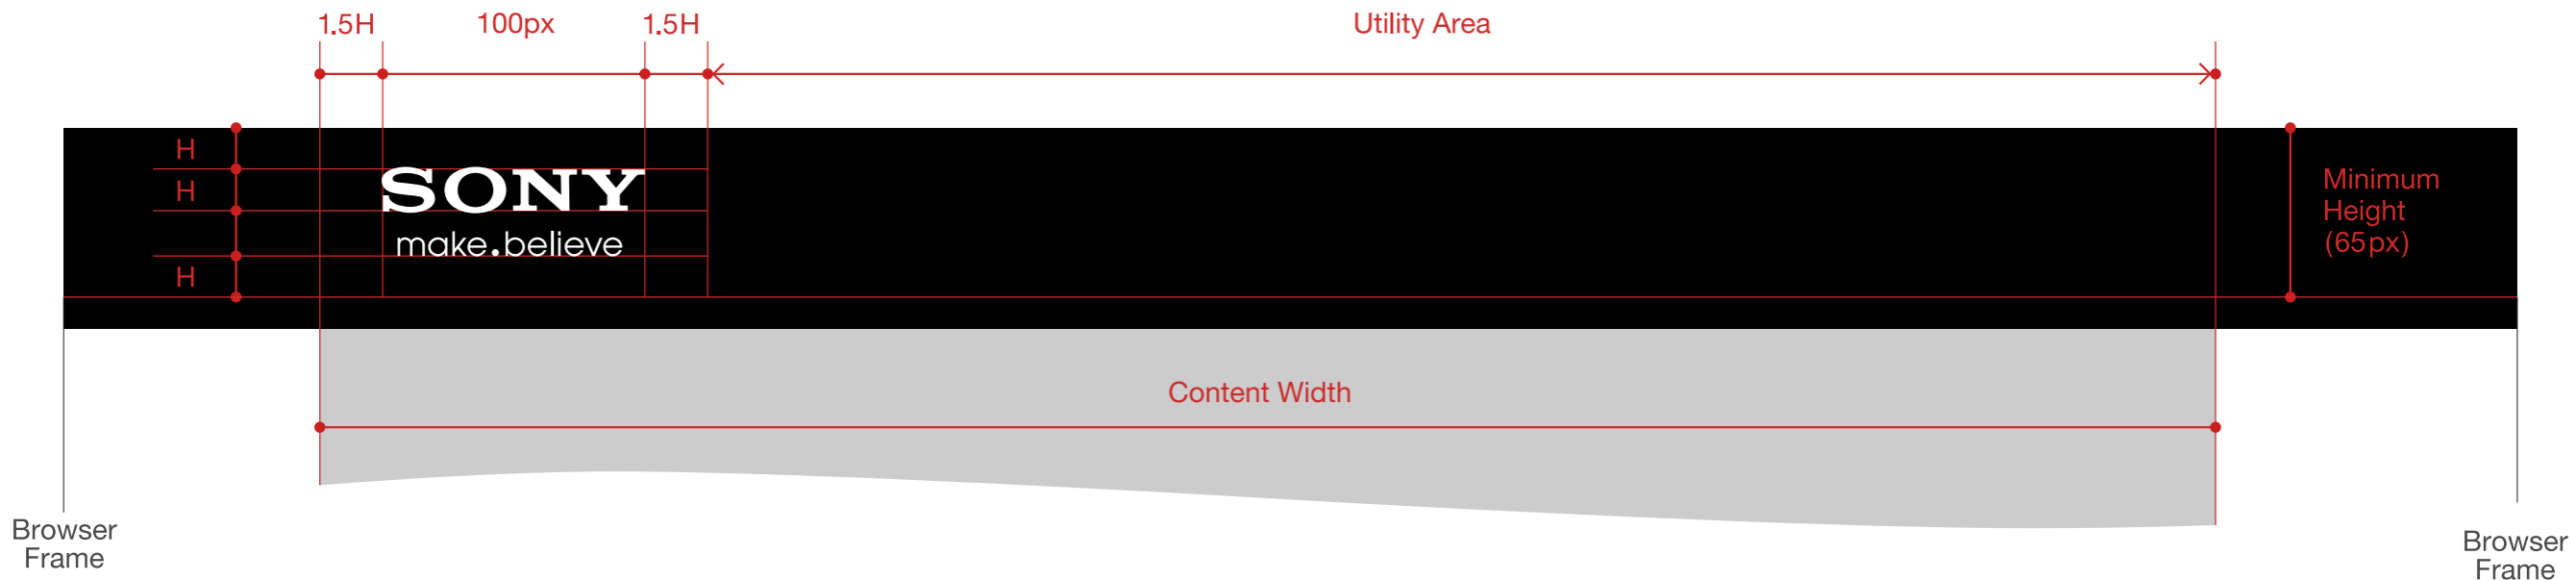 1.5H
100px
1.5H
Utility Area
H
H
H
SONY
make.believe
Minimum
Height
(65px)
Content Width
Browser
Frame
Browser
Frame